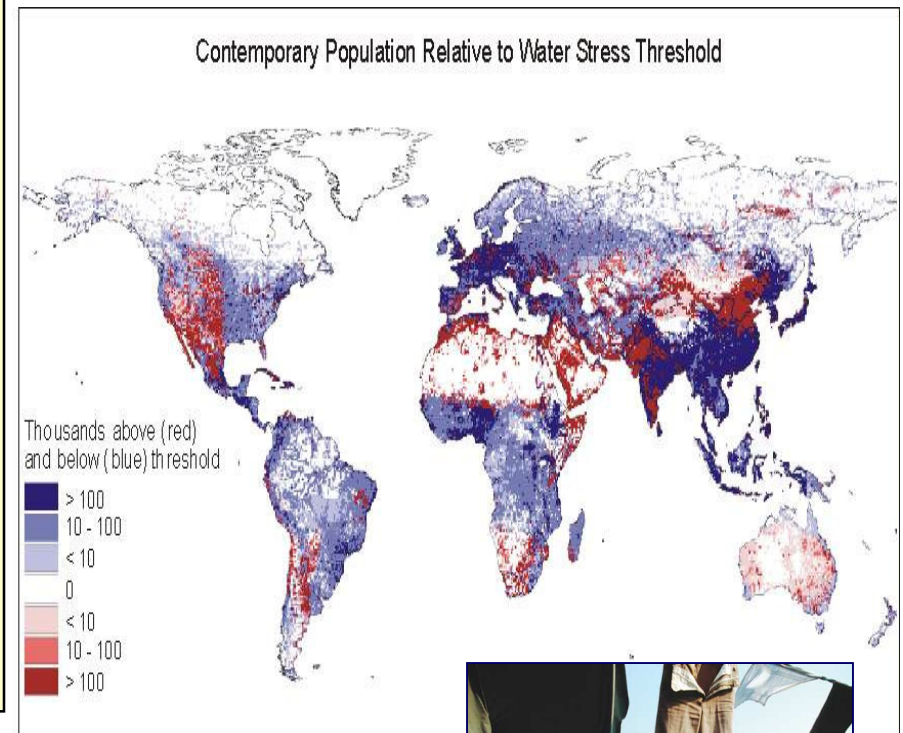 Contemporary Population Relative to Water Stress Threshold
Thousands above (red)
and below (blue) threshold
> 100
10 - 100
< 10
0
< 10
10 - 100
> 100